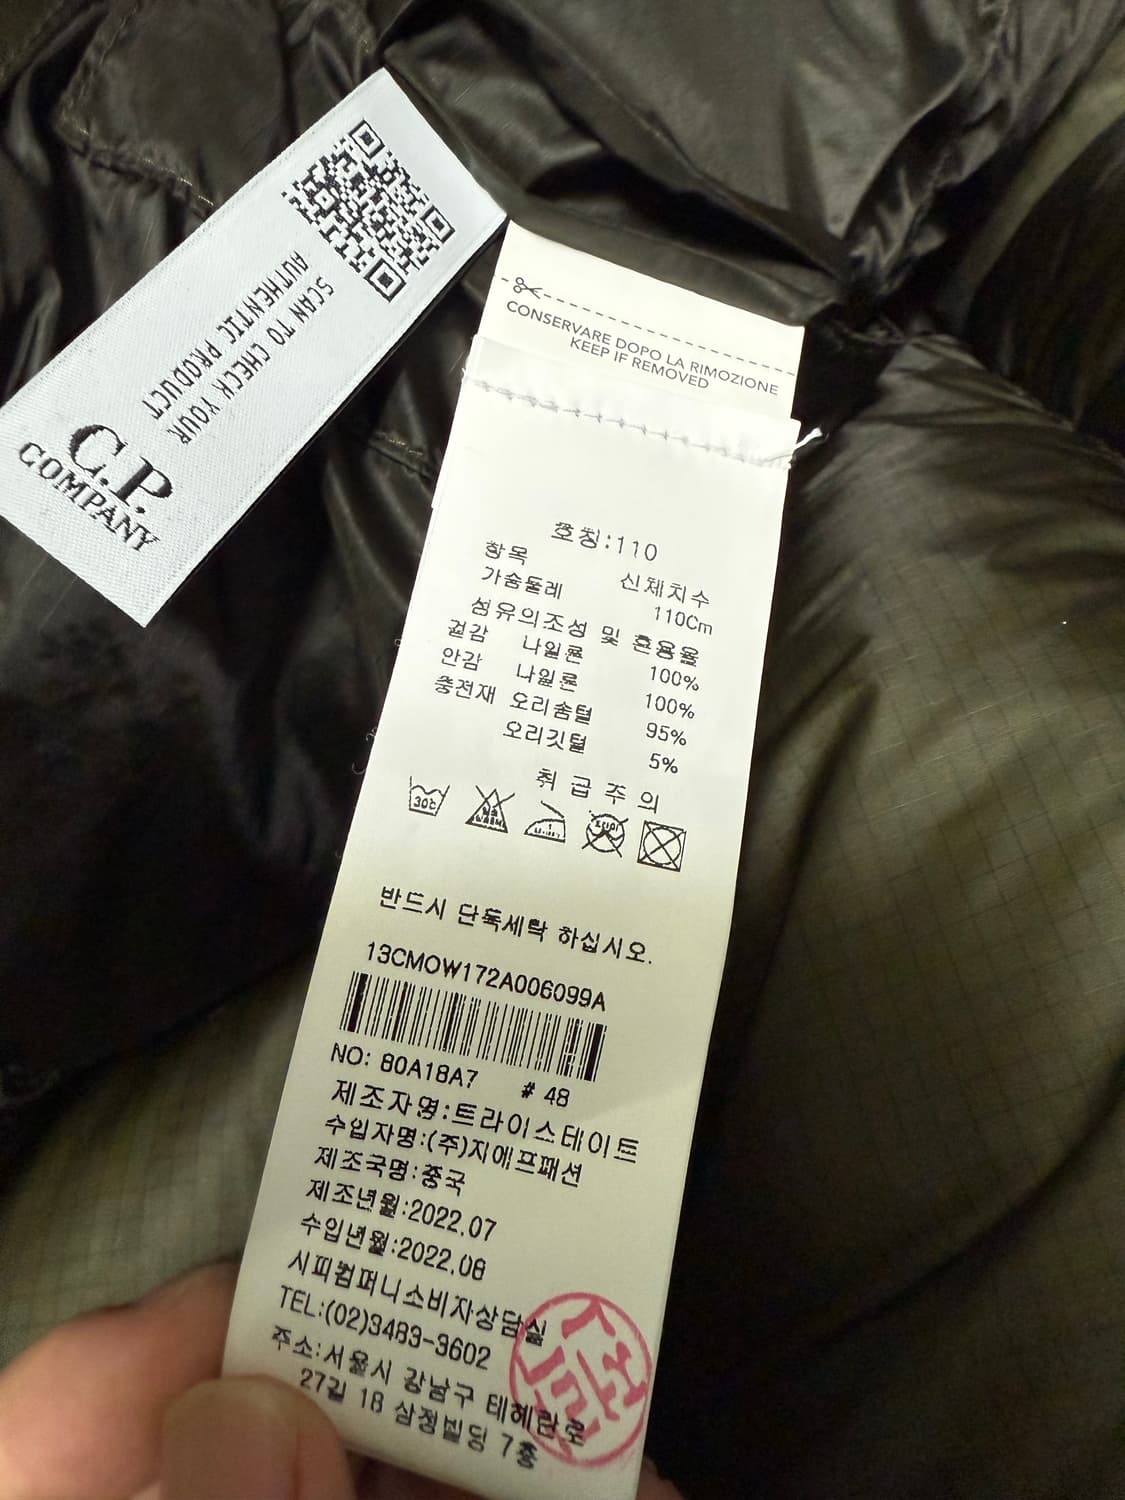 SCAN TO CHECK YOUR
AUTHENTIC PRODUCT
C.P.
COMPANY
CONSERVARE DOPO LA RIMOZIONE
KEEP IF REMOVED
호칭:110
항목 신체치수
가슴둘레 110Cm
섬유의조성 및 혼용율
겉감 나일론 100%
안감 나일론 100%
충전재 오리솜털 95%
오리깃털 5%
취급주의
30℃
반드시 단독세탁 하십시오.
13CMOW172A006099A
NO: 80A18A7 # 48
제조자명:트라이스테이트
수입자명:(주)지에프패션
제조국명:중국
제조년월:2022.07
수입년월:2022.08
시피컴퍼니소비자상담실
TEL:(02)3483-3602
주소:서울시 강남구 테헤란로
27길 18 삼정빌딩 7층